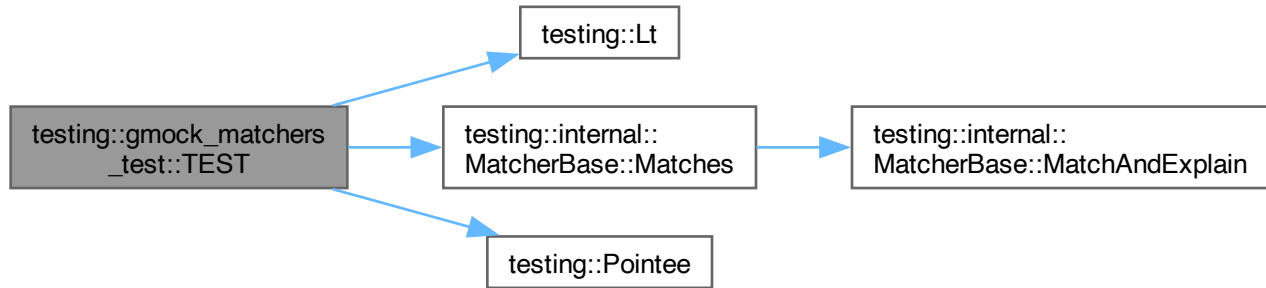 testing::Lt
testing::gmock_matchers
_test::TEST
testing::internal::
MatcherBase::Matches
testing::internal::
MatcherBase::MatchAndExplain
testing::Pointee